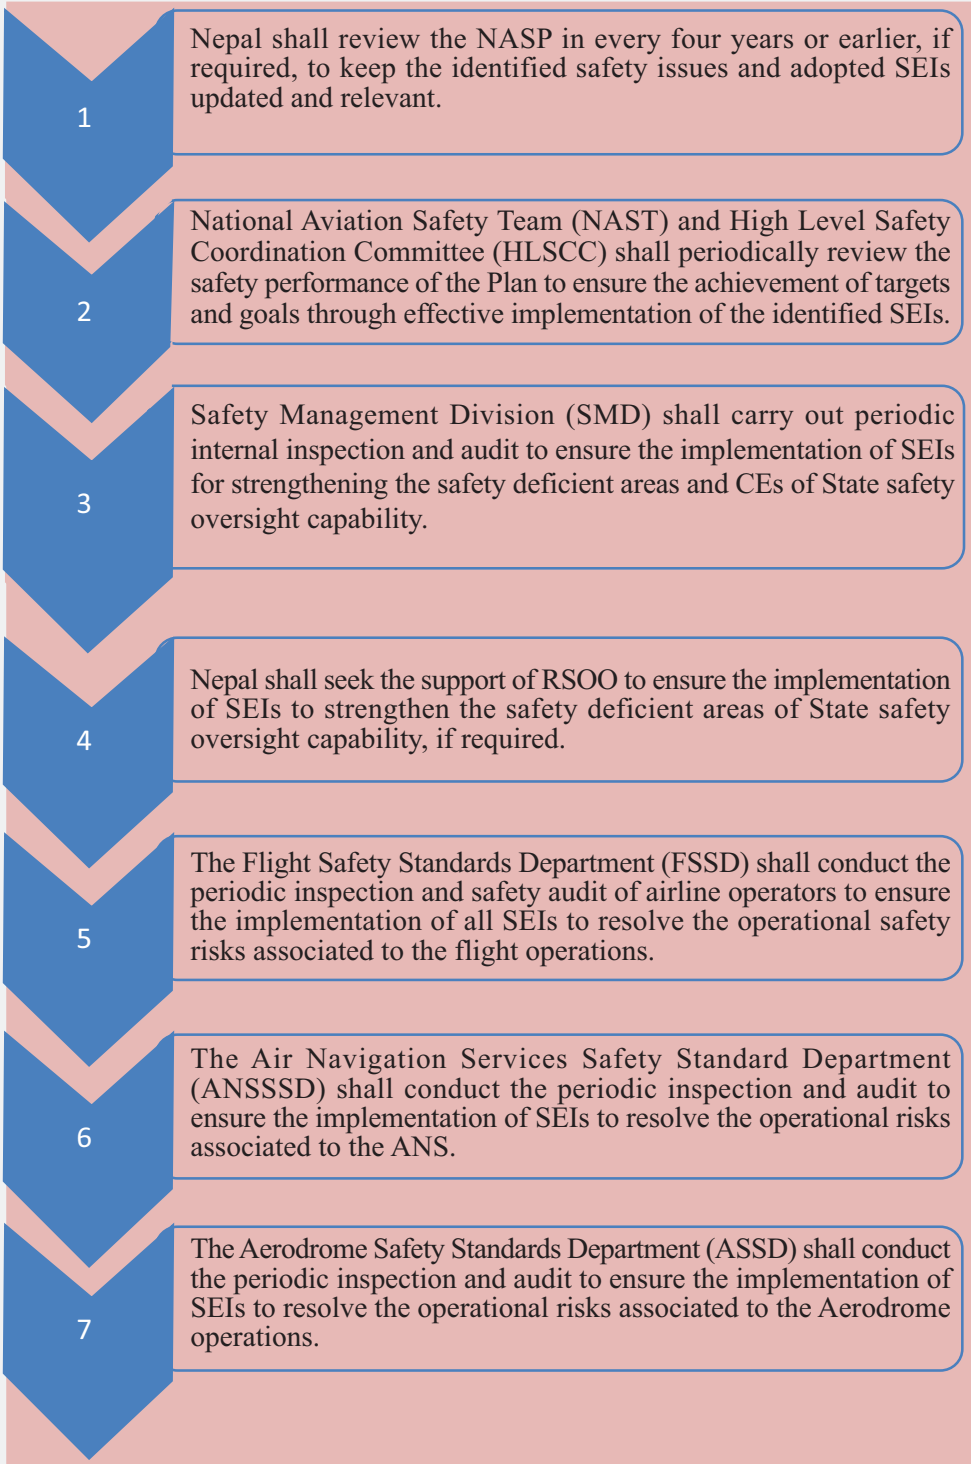 1
Nepal shall review the NASP in every four years or earlier, if
required, to keep the identified safety issues and adopted SEIs
updated and relevant.
2
National Aviation Safety Team (NAST) and High Level Safety
Coordination Committee (HLSCC) shall periodically review the
safety performance of the Plan to ensure the achievement of targets
and goals through effective implementation of the identified SEIs.
3
Safety Management Division (SMD) shall carry out periodic
internal inspection and audit to ensure the implementation of SEIs
for strengthening the safety deficient areas and CEs of State safety
oversight capability.
4
Nepal shall seek the support of RSOO to ensure the implementation
of SEIs to strengthen the safety deficient areas of State safety
oversight capability, if required.
5
The Flight Safety Standards Department (FSSD) shall conduct the
periodic inspection and safety audit of airline operators to ensure
the implementation of all SEIs to resolve the operational safety
risks associated to the flight operations.
6
The Air Navigation Services Safety Standard Department
(ANSSSD) shall conduct the periodic inspection and audit to
ensure the implementation of SEIs to resolve the operational risks
associated to the ANS.
7
The Aerodrome Safety Standards Department (ASSD) shall conduct
the periodic inspection and audit to ensure the implementation of
SEIs to resolve the operational risks associated to the Aerodrome
operations.